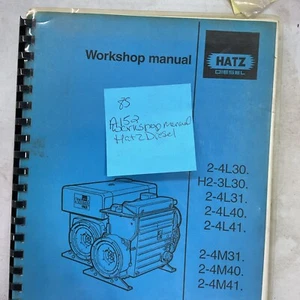 Workshop manual
HATZ
DIESEL
85
A152
Workshop manual
Hatz Diesel
2-4L30.
H2-3L30.
2-4L31.
2-4L40.
2-4L41.
2-4M31.
2-4M40.
2-4M41.